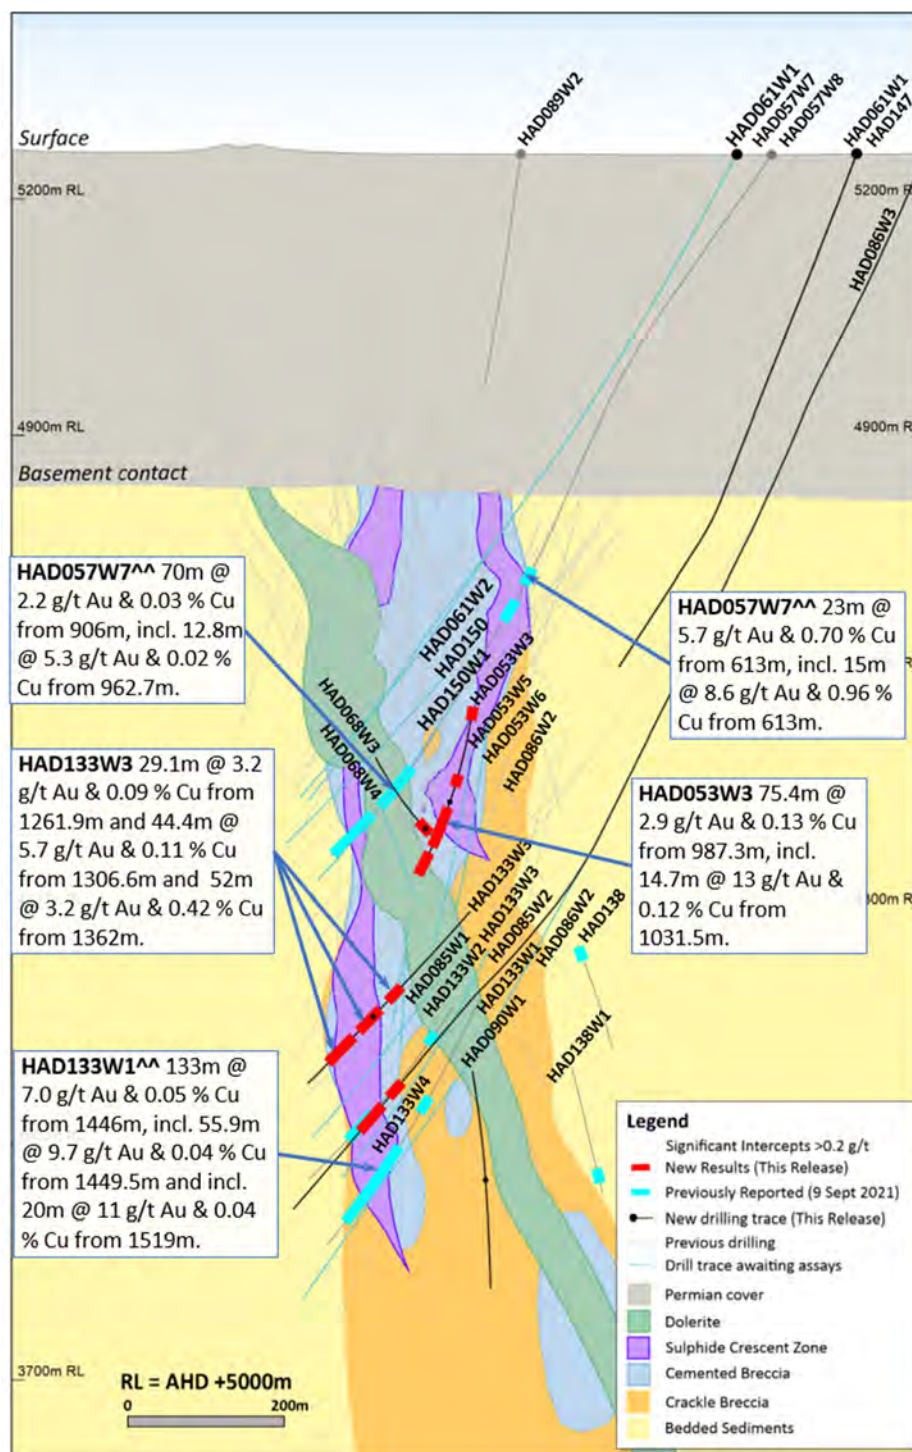 HAD089W2
HAD061W1
HAD057W7
HAD057W8
HAD061W1
HAD147
Surface
5200m RL
5200m R
HAD086W3
4900m RL
4900m R
Basement contact
HAD057W7^^ 70m @
2.2 g/t Au & 0.03 % Cu
from 906m, incl. 12.8m
@ 5.3 g/t Au & 0.02 %
Cu from 962.7m.
HAD057W7^^ 23m @
5.7 g/t Au & 0.70 % Cu
from 613m, incl. 15m
@ 8.6 g/t Au & 0.96 %
Cu from 613m.
HAD061W2
HAD150
HAD150W1
HAD053W3
HAD053W5
HAD053W6
HAD086W2
HAD068W3
HAD068W4
HAD133W3 29.1m @ 3.2
g/t Au & 0.09 % Cu from
1261.9m and 44.4m @
5.7 g/t Au & 0.11 % Cu
from 1306.6m and 52m
@ 3.2 g/t Au & 0.42 % Cu
from 1362m.
HAD053W3 75.4m @
2.9 g/t Au & 0.13 % Cu
from 987.3m, incl.
14.7m @ 13 g/t Au &
0.12 % Cu from
1031.5m.
HAD133W3
HAD085W1
HAD133W2
HAD133W3
HAD085W2
HAD133W1
HAD086W2
HAD138
HAD090W1
HAD138W1
HAD133W4
HAD133W1^^ 133m @
7.0 g/t Au & 0.05 % Cu
from 1446m, incl. 55.9m
@ 9.7 g/t Au & 0.04 % Cu
from 1449.5m and incl.
20m @ 11 g/t Au & 0.04
% Cu from 1519m.
Legend
Significant Intercepts >0.2 g/t
New Results (This Release)
Previously Reported (9 Sept 2021)
New drilling trace (This Release)
Previous drilling
Drill trace awaiting assays
Permian cover
Dolerite
Sulphide Crescent Zone
Cemented Breccia
Crackle Breccia
Bedded Sediments
3700m RL
RL = AHD +5000m
0 200m